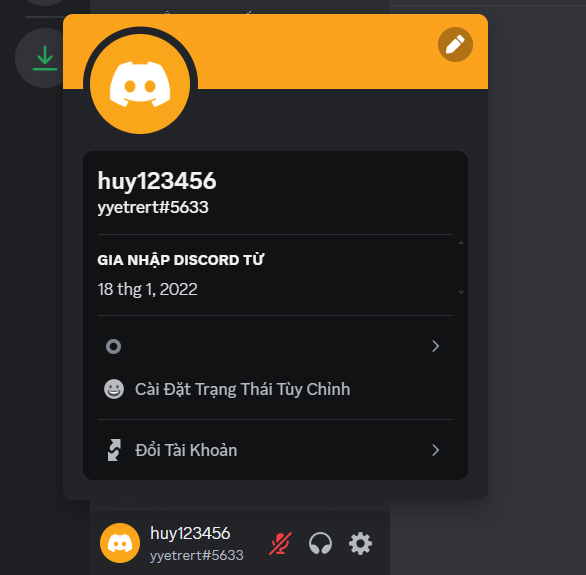 huy123456
yyetrert#5633
GIA NHẬP DISCORD TỪ
18 thg 1, 2022
Cài Đặt Trạng Thái Tùy Chỉnh
Đổi Tài Khoản
huy123456
yyetrert#5633